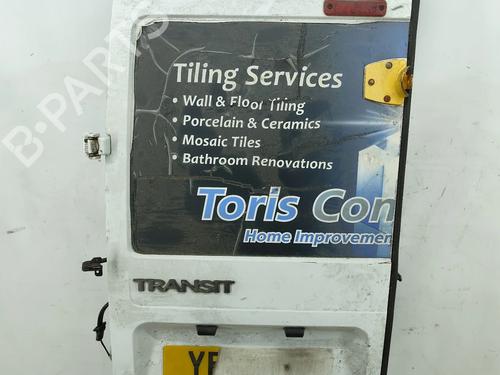 Tiling Services
• Wall & Floor Tiling
• Porcelain & Ceramics
Mosaic Tiles
• Bathroom Renovations
Toris Con
Home Improvemen
TRANSIT
YF
B-PARTS